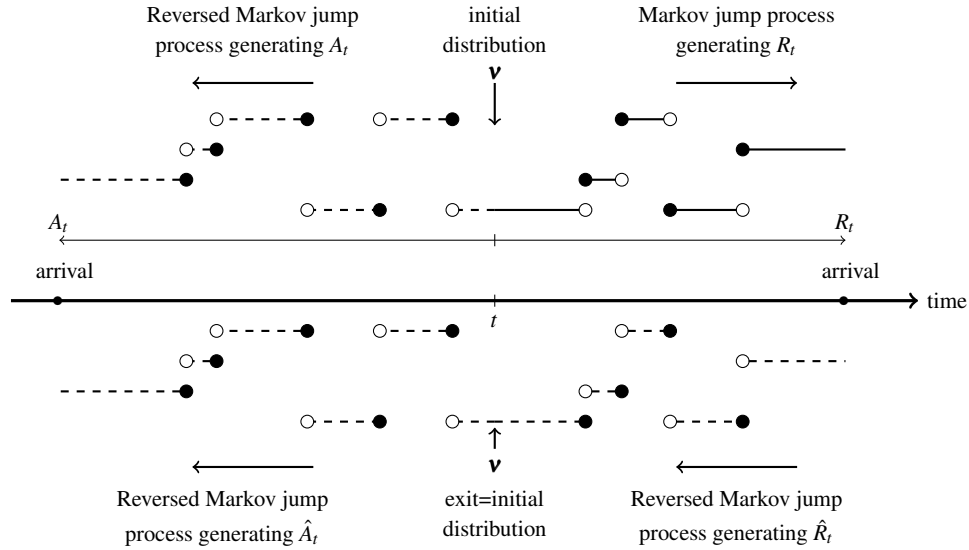 Reversed Markov jump
process generating A_t
initial
distribution
ν
Markov jump process
generating R_t
A_t
R_t
arrival
arrival
time
t
ν
Reversed Markov jump
process generating Â_t
exit=initial
distribution
Reversed Markov jump
process generating R̂_t